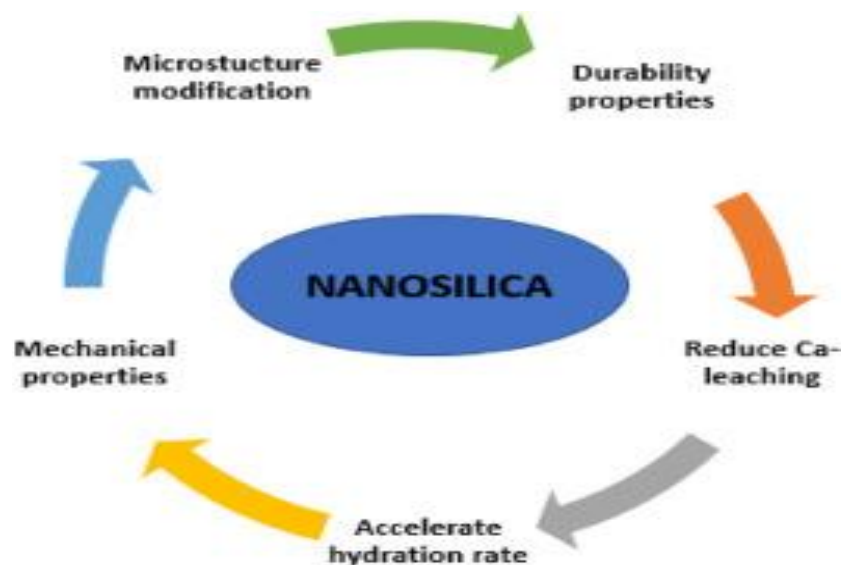 Microstucture
modification
Durability
properties
NANOSILICA
Mechanical
properties
Reduce Ca-
leaching
Accelerate
hydration rate